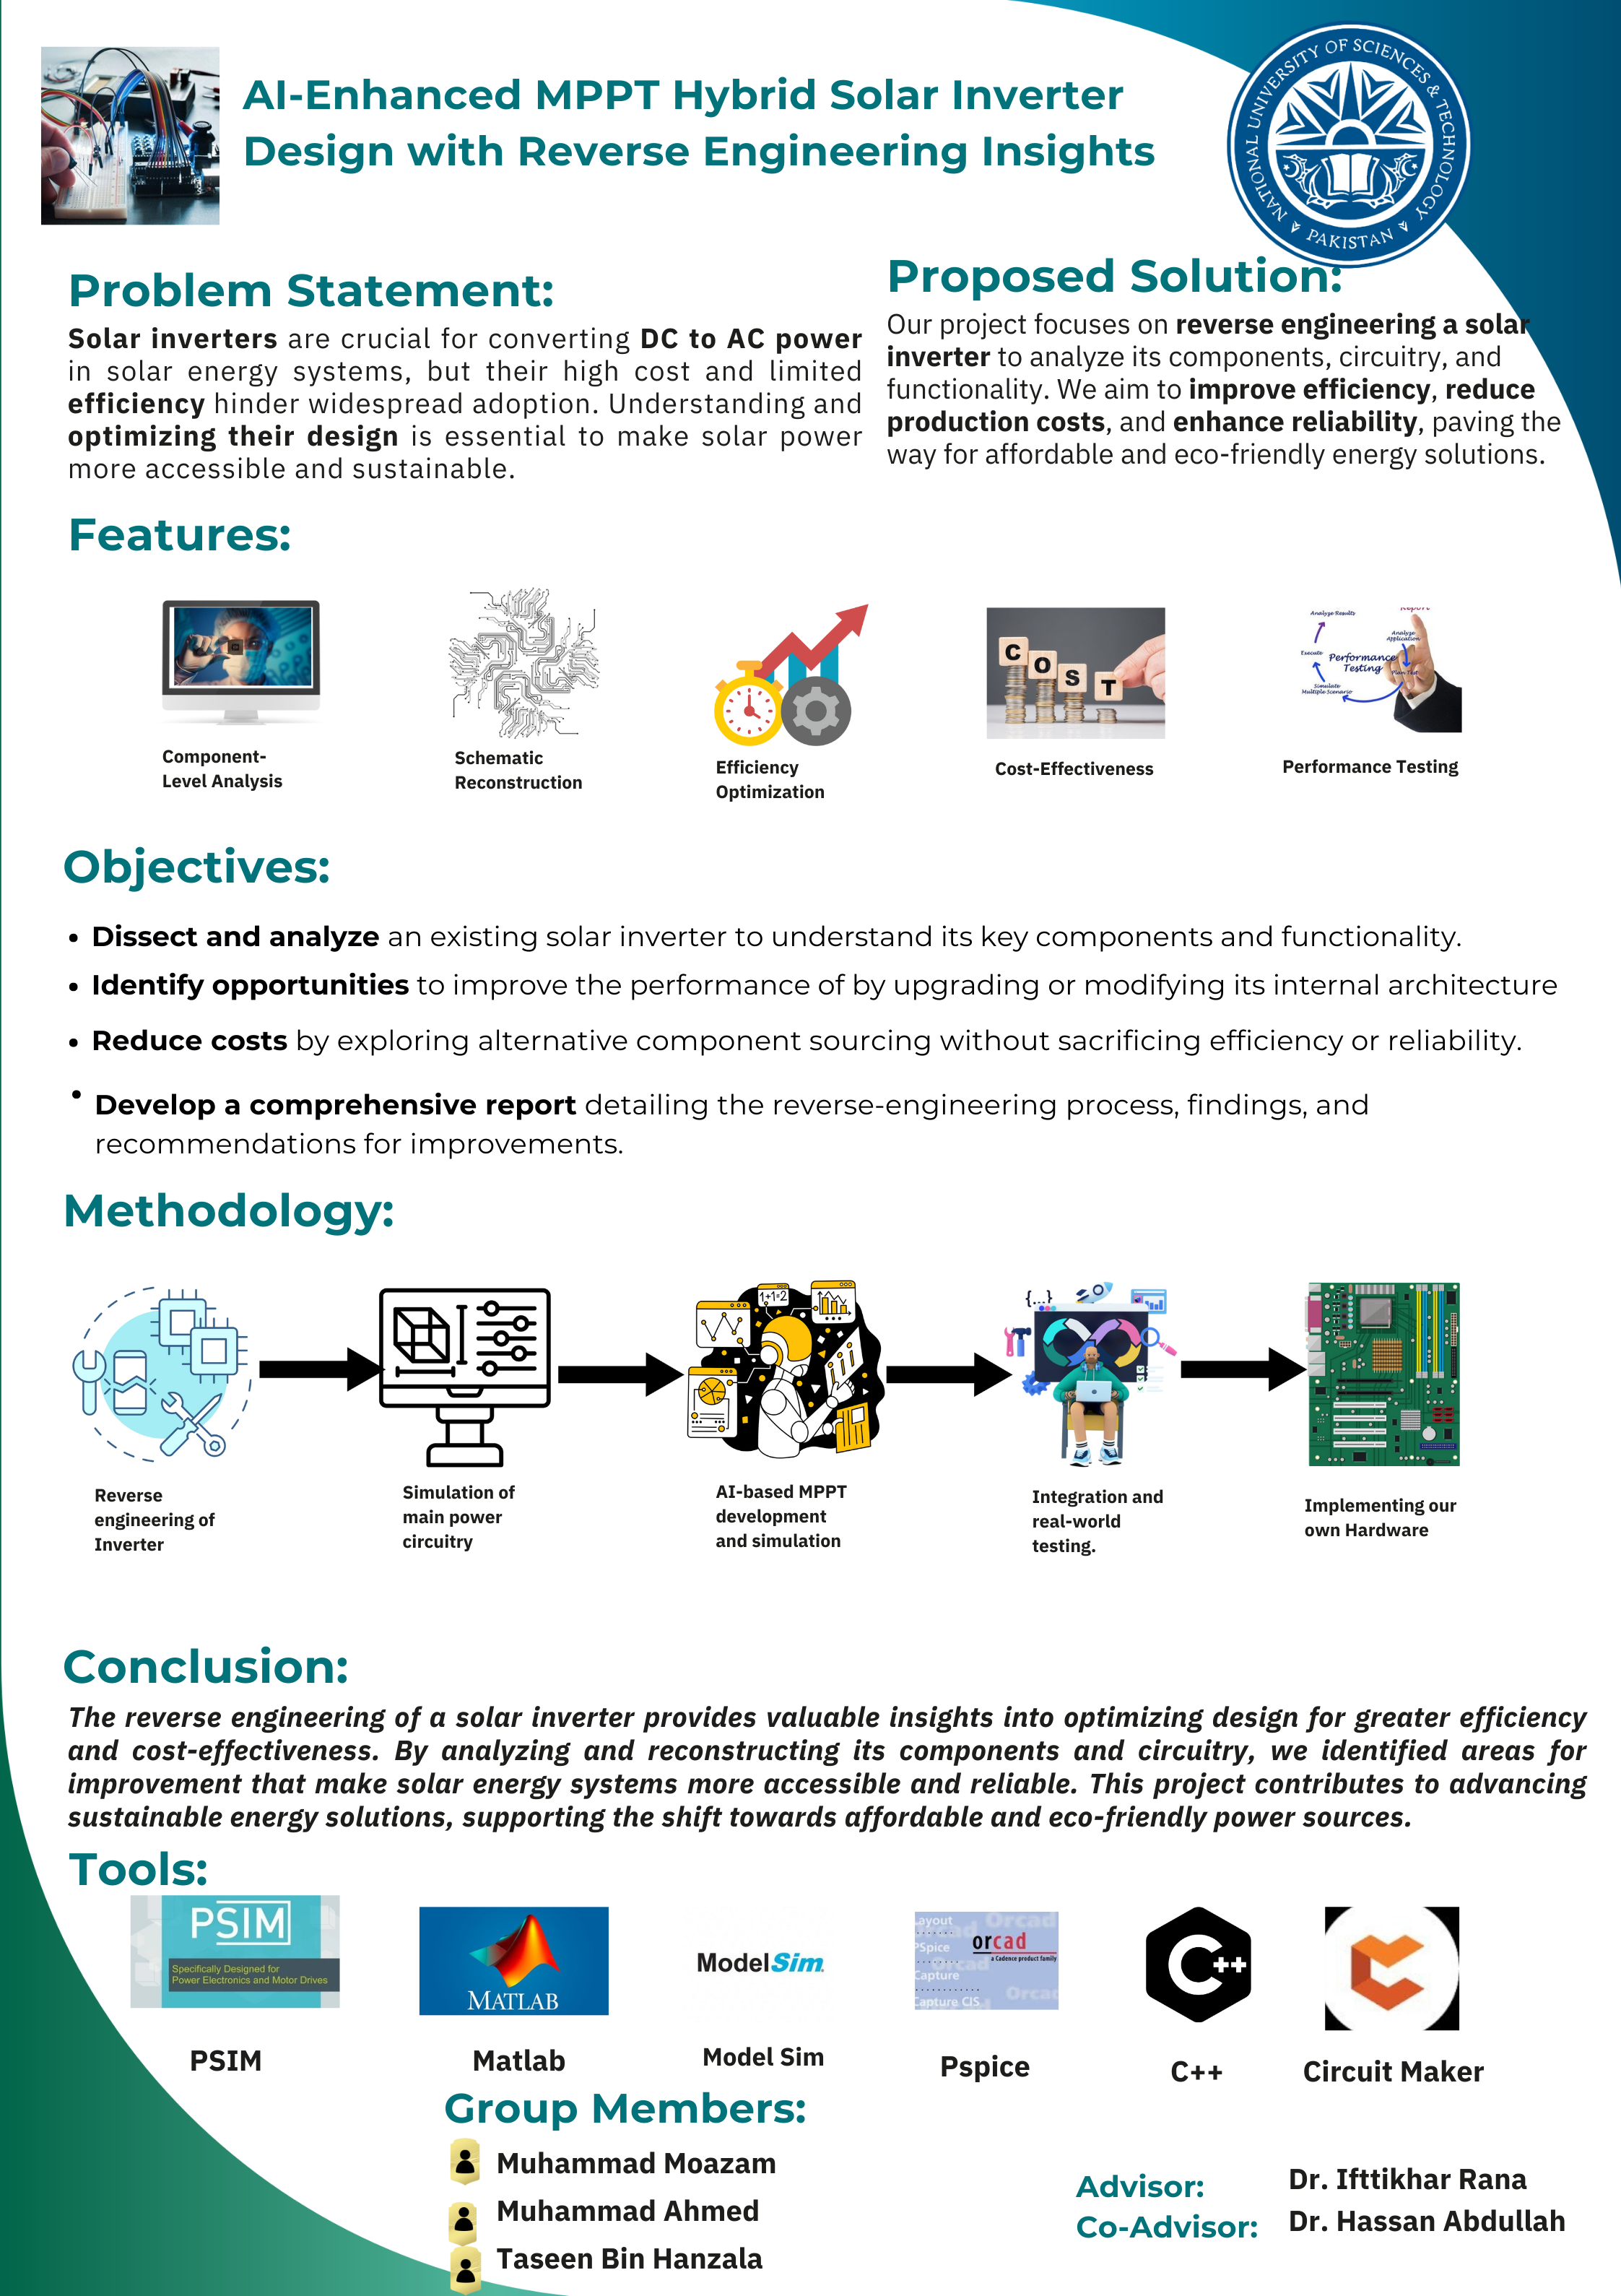 AI-Enhanced MPPT Hybrid Solar Inverter
Design with Reverse Engineering Insights
NATIONAL UNIVERSITY OF SCIENCES & TECHNOLOGY
PAKISTAN
Problem Statement:
Solar inverters are crucial for converting DC to AC power
in solar energy systems, but their high cost and limited
efficiency hinder widespread adoption. Understanding and
optimizing their design is essential to make solar power
more accessible and sustainable.
Proposed Solution:
Our project focuses on reverse engineering a solar
inverter to analyze its components, circuitry, and
functionality. We aim to improve efficiency, reduce
production costs, and enhance reliability, paving the
way for affordable and eco-friendly energy solutions.
Features:
COST
Report
Analyze Results
Analyze
Application
Execute
Performance
Testing
Plan Test
Simulate
Multiple Scenario
Component-
Level Analysis
Schematic
Reconstruction
Efficiency
Optimization
Cost-Effectiveness
Performance Testing
Objectives:
• Dissect and analyze an existing solar inverter to understand its key components and functionality.
• Identify opportunities to improve the performance of by upgrading or modifying its internal architecture
• Reduce costs by exploring alternative component sourcing without sacrificing efficiency or reliability.
• Develop a comprehensive report detailing the reverse-engineering process, findings, and
recommendations for improvements.
Methodology:
1+1=2
{...}
Reverse
engineering of
Inverter
Simulation of
main power
circuitry
AI-based MPPT
development
and simulation
Integration and
real-world
testing.
Implementing our
own Hardware
Conclusion:
The reverse engineering of a solar inverter provides valuable insights into optimizing design for greater efficiency
and cost-effectiveness. By analyzing and reconstructing its components and circuitry, we identified areas for
improvement that make solar energy systems more accessible and reliable. This project contributes to advancing
sustainable energy solutions, supporting the shift towards affordable and eco-friendly power sources.
Tools:
PSIM
Specifically Designed for
Power Electronics and Motor Drives
MATLAB
ModelSim
Layout
PSpice
Capture
Capture CIS
Orcad
orcad
a Cadence product family
Orcad
Orcad
C++
PSIM
Matlab
Model Sim
Pspice
C++
Circuit Maker
Group Members:
Muhammad Moazam
Muhammad Ahmed
Taseen Bin Hanzala
Advisor: Dr. Ifttikhar Rana
Co-Advisor: Dr. Hassan Abdullah